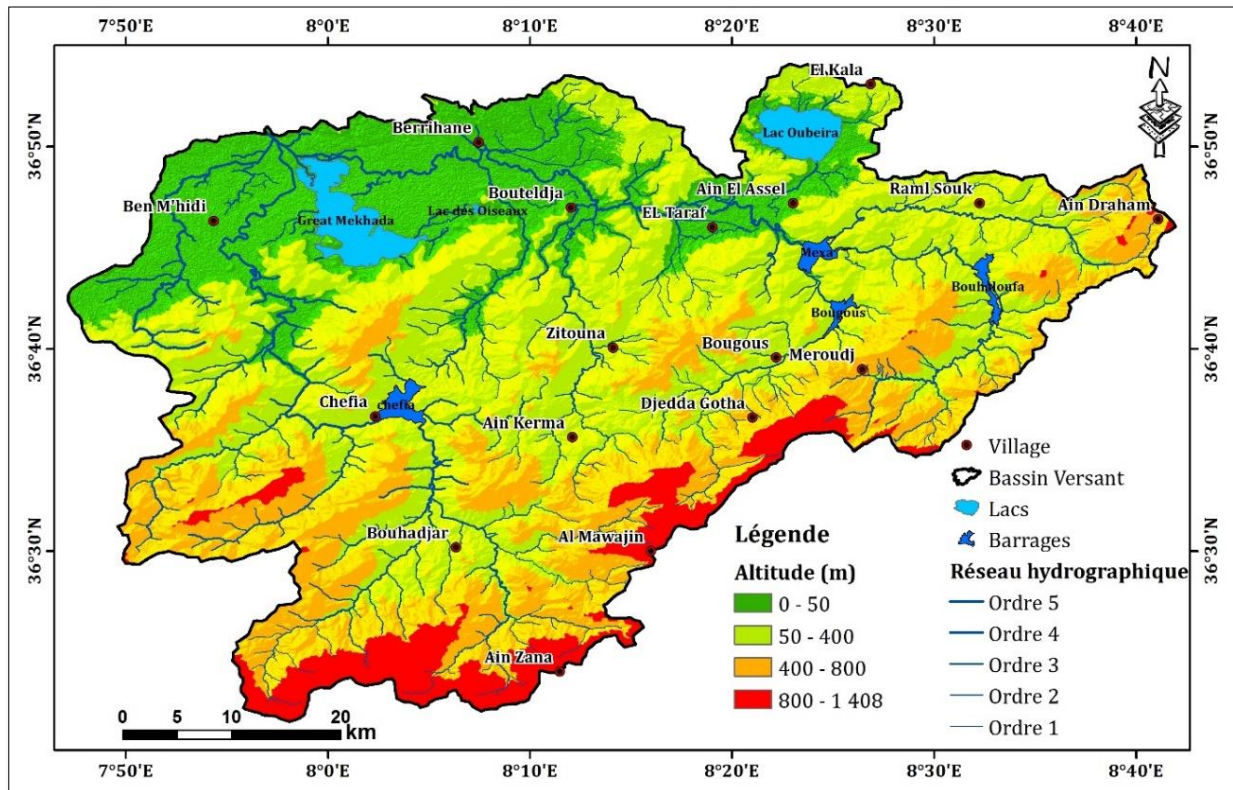 7°50'E 8°0'E 8°10'E 8°20'E 8°30'E 8°40'E
N
El Kala
36°50'N
Berrihane
Lac Oubeira
36°50'N
Ben M'hidi
Bouteldja
Ain El Assel
Raml Souk
Great Mekhada
Lac des Oiseaux
EL Taraf
Ain Draham
Mexa
Bouhaloufa
Bougous
36°40'N
Zitouna
Bougous
Meroudj
36°40'N
Chefia
Chefia
Djedda Gotha
Ain Kerma
Village
Bassin Versant
Lacs
Barrages
36°30'N
Bouhadjar
Al Mawajin
36°30'N
Légende
Altitude (m)
0 - 50
50 - 400
400 - 800
800 - 1 408
Réseau hydrographique
Ordre 5
Ordre 4
Ordre 3
Ordre 2
Ordre 1
Ain Zana
0 5 10 20
km
7°50'E 8°0'E 8°10'E 8°20'E 8°30'E 8°40'E